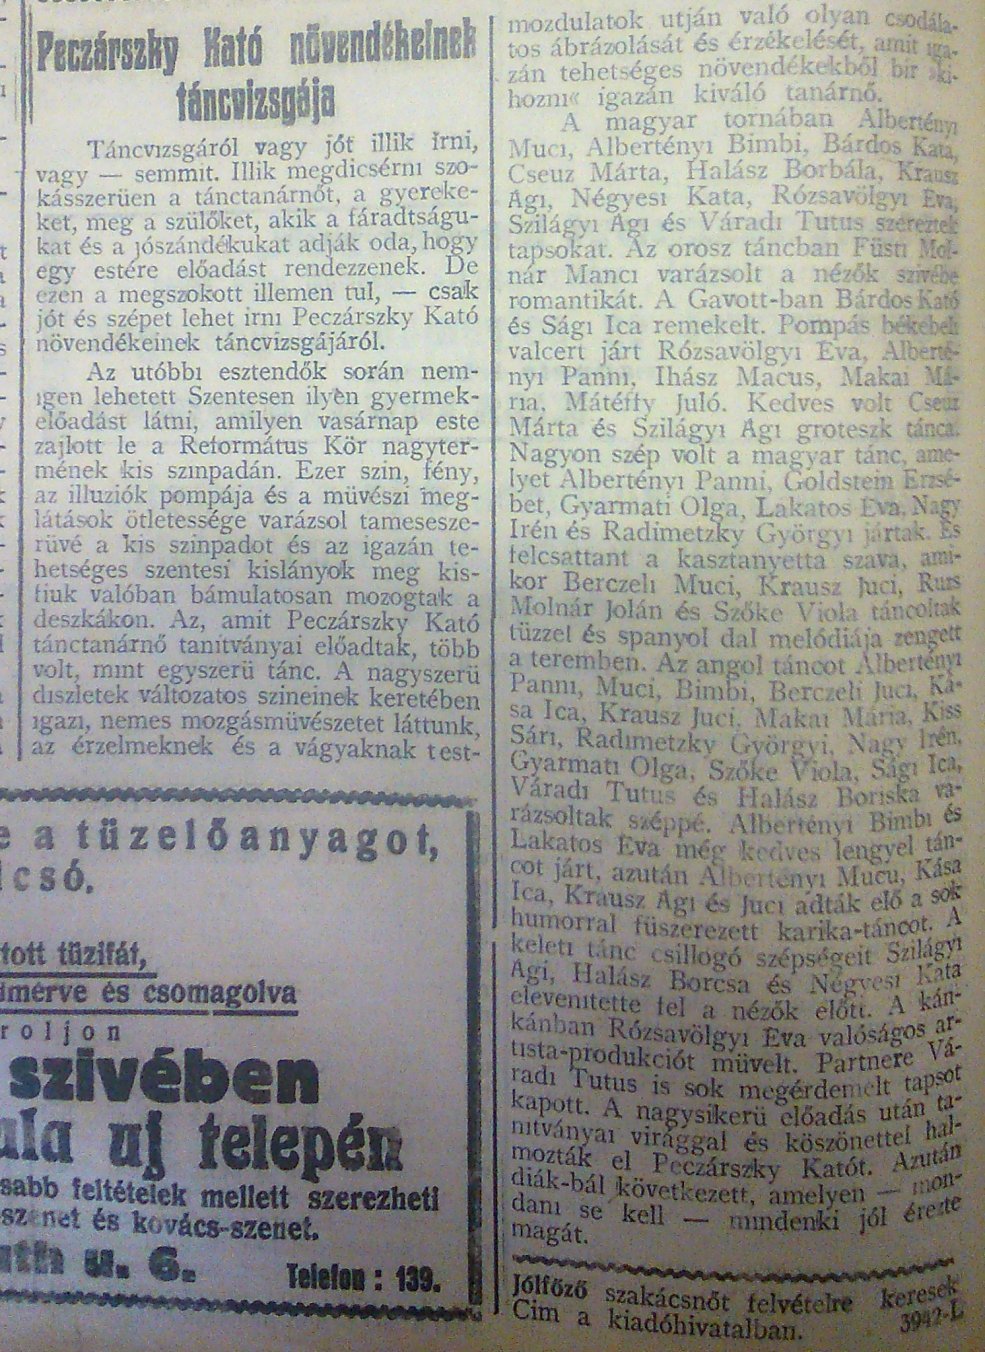 Peczárszky Kató növendékeinek
táncvizsgája
Táncvizsgáról vagy jót illik írni,
vagy — semmit. Illik megdicsérni szo-
kásszerüen a tánctanárnőt, a gyereke-
ket, meg a szülőket, akik a fáradtságu-
kat és a jószándékukat adják oda, hogy
egy estére előadást rendezzenek. De
ezen a megszokott illemen tul, — csak
jót és szépet lehet irni Peczárszky Kató
növendékeinek táncvizsgájáról.
Az utóbbi esztendők során nem-
igen lehetett Szentesen ilyen gyermek-
előadást látni, amilyen vasárnap este
zajlott le a Református Kör nagyter-
mének kis szinpadán. Ezer szin, fény,
az illuziók pompája és a müvészi meg-
látások ötletessége varázsol tameseszе-
rüvé a kis szinpadot és az igazán te-
hetséges szentesi kislányok meg kis-
fiuk valóban bámulatosan mozogtak a
deszkákon. Az, amit Peczárszky Kató
tánctanárnő tanitványai előadtak, több
volt, mint egyszerü tánc. A nagyszerü
diszletek változatos szineinek keretében
igazi, nemes mozgásmüvészetet láttunk,
az érzelmeknek és a vágyaknak test-
mozdulatok utján való olyan csodála-
tos ábrázolását és érzékelését, amit iga-
zán tehetséges növendékekből bir »ki-
hozni« igazán kiváló tanárnő.
A magyar tornában Albertényi
Muci, Albertényi Bimbi, Bárdos Kata,
Cseuz Márta, Halász Borbála, Krausz
Ági, Négyesi Kata, Rózsavölgyi Éva,
Szilágyi Ági és Váradi Tutus szereztek
tapsokat. Az orosz táncban Füsti Mol-
nár Manci varázsolt a nézők szivébe
romantikát. A Gavott-ban Bárdos Kató
és Sági Ica remekelt. Pompás békebeli
valcert járt Rózsavölgyi Éva, Alberté-
nyi Panni, Ihász Macus, Makai Má-
ria, Mátéffy Juló. Kedves volt Cseuz
Márta és Szilágyi Ági groteszk tánca.
Nagyon szép volt a magyar tánc, ame-
lyet Albertényi Panni, Goldstein Erzsé-
bet, Gyarmati Olga, Lakatos Éva, Nagy
Irén és Radimetzky Györgyi jártak. És
felcsattant a kasztanyetta szava, ami-
kor Berczeli Muci, Krausz Juci, Rurs
Molnár Jolán és Szőke Viola táncoltak
tüzzel és spanyol dal melódiája zengett
a teremben. Az angol táncot Albertényi
Panni, Muci, Bimbi, Berczeli Juci, Ká-
sa Ica, Krausz Juci, Makai Mária, Kiss
Sári, Radimetzky Györgyi, Nagy Irén,
Gyarmati Olga, Szőke Viola, Sági Ica,
Váradi Tutus és Halász Boriska va-
rázsoltak széppé. Albertényi Bimbi és
Lakatos Éva még kedves lengyel tán-
cot járt, azután Albertényi Mucu, Kása
Ica, Krausz Ági és Juci adták elő a sok
humorral füszerezett karika-táncot. A
keleti tánc csillogó szépségeit Szilágyi
Ági, Halász Borcsa és Négyesi Kata
elevenitette fel a nézők előtt. A kán-
kánban Rózsavölgyi Éva valóságos ar-
tista-produkciót müvelt. Partnere Vá-
radi Tutus is sok megérdemelt tapsot
kapott. A nagysikerü előadás után ta-
nitványai virággal és köszönettel hal-
mozták el Peczárszky Katót. Azután
diák-bál következett, amelyen — mon-
dani se kell — mindenki jól érezte
magát.
Jólfőző szakácsnőt felvételre keresek
Cim a kiadóhivatalban. 3942-L
e a tüzelőanyagot,
lcsó.
tott tüzifát,
imérve és csomagolva
roljon
szivében
ula uj telepén
sabb feltételek mellett szerezheti
szenet és kovács-szenet.
uth u. 6. Telefon : 139.